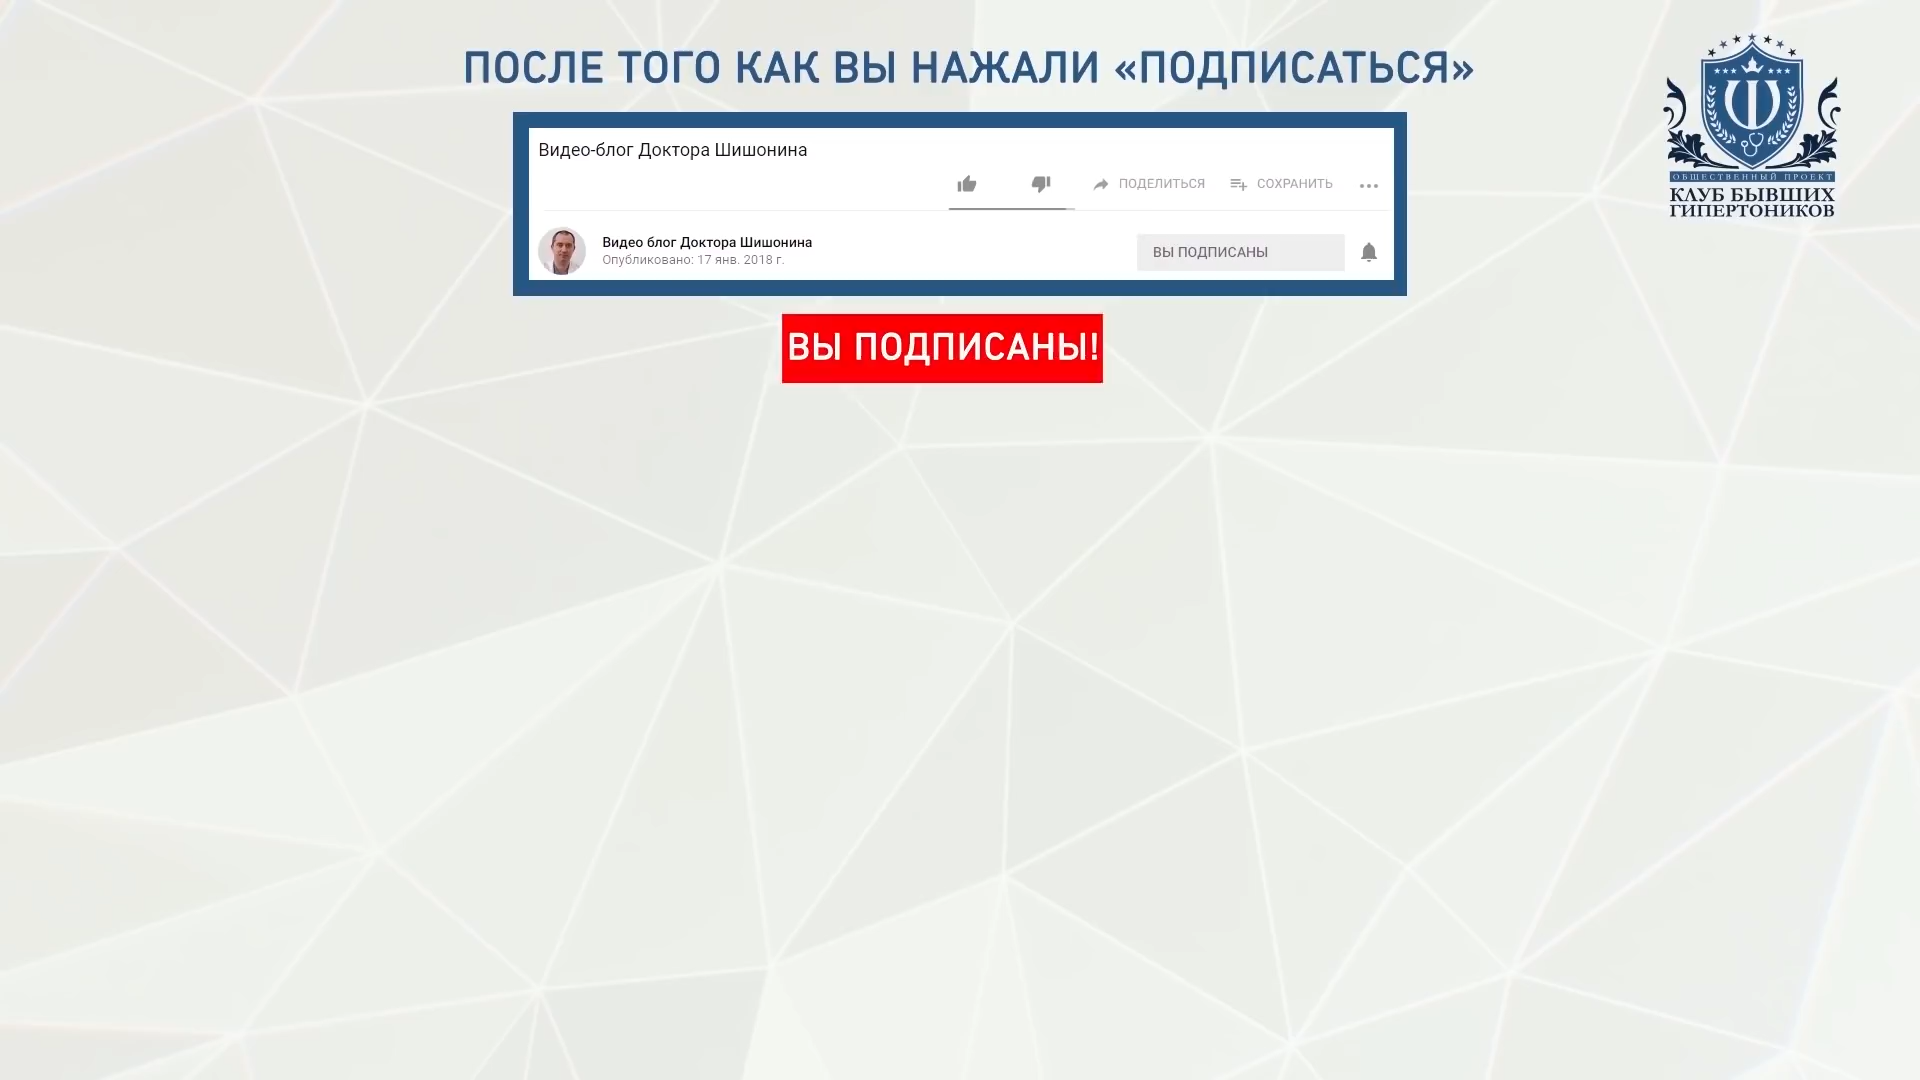 ПОСЛЕ ТОГО КАК ВЫ НАЖАЛИ «ПОДПИСАТЬСЯ»
Видео-блог Доктора Шишонина
ПОДЕЛИТЬСЯ СОХРАНИТЬ
Видео блог Доктора Шишонина
Опубликовано: 17 янв. 2018 г.
ВЫ ПОДПИСАНЫ
ВЫ ПОДПИСАНЫ!
ОБЩЕСТВЕННЫЙ ПРОЕКТ
КЛУБ БЫВШИХ
ГИПЕРТОНИКОВ